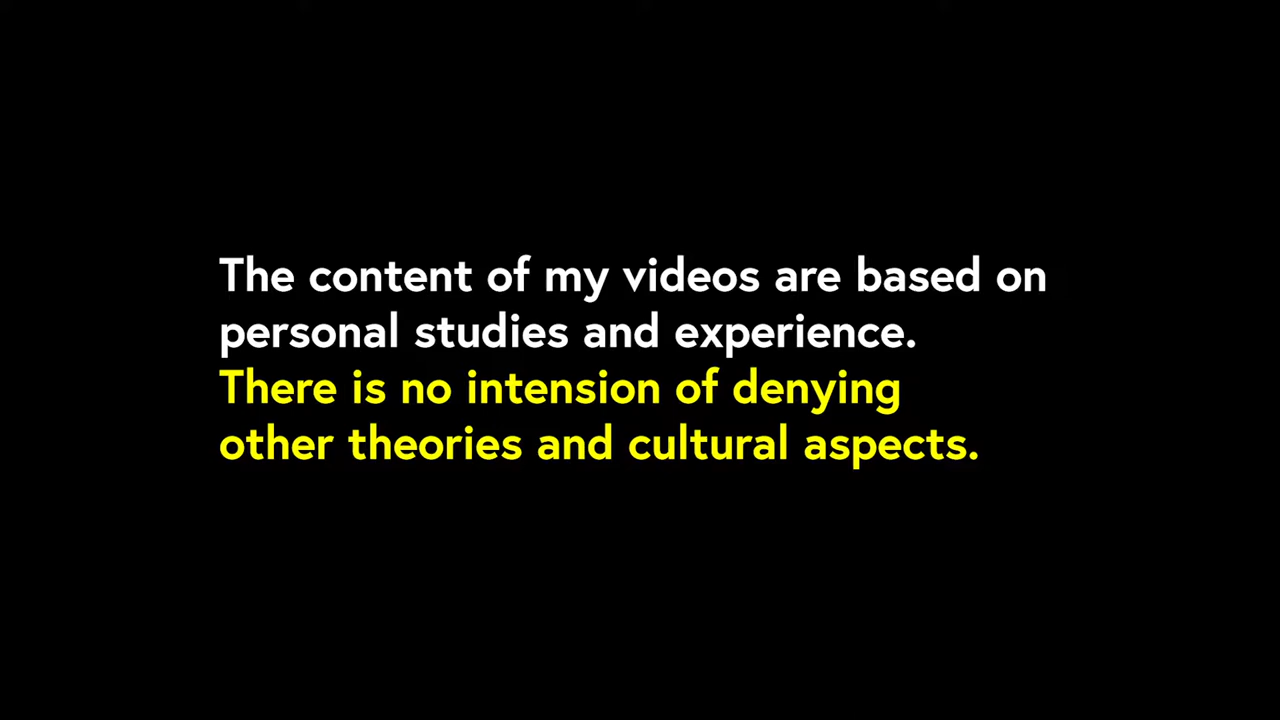 The content of my videos are based on
personal studies and experience.
There is no intension of denying
other theories and cultural aspects.